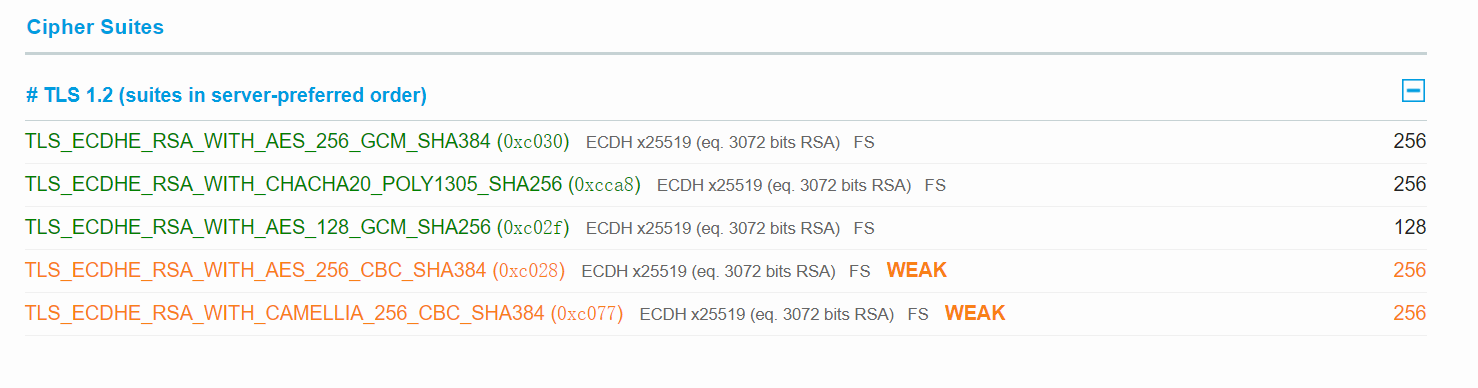 Cipher Suites
# TLS 1.2 (suites in server-preferred order)
TLS_ECDHE_RSA_WITH_AES_256_GCM_SHA384 (0xc030) ECDH x25519 (eq. 3072 bits RSA) FS 256
TLS_ECDHE_RSA_WITH_CHACHA20_POLY1305_SHA256 (0xcca8) ECDH x25519 (eq. 3072 bits RSA) FS 256
TLS_ECDHE_RSA_WITH_AES_128_GCM_SHA256 (0xc02f) ECDH x25519 (eq. 3072 bits RSA) FS 128
TLS_ECDHE_RSA_WITH_AES_256_CBC_SHA384 (0xc028) ECDH x25519 (eq. 3072 bits RSA) FS WEAK 256
TLS_ECDHE_RSA_WITH_CAMELLIA_256_CBC_SHA384 (0xc077) ECDH x25519 (eq. 3072 bits RSA) FS WEAK 256